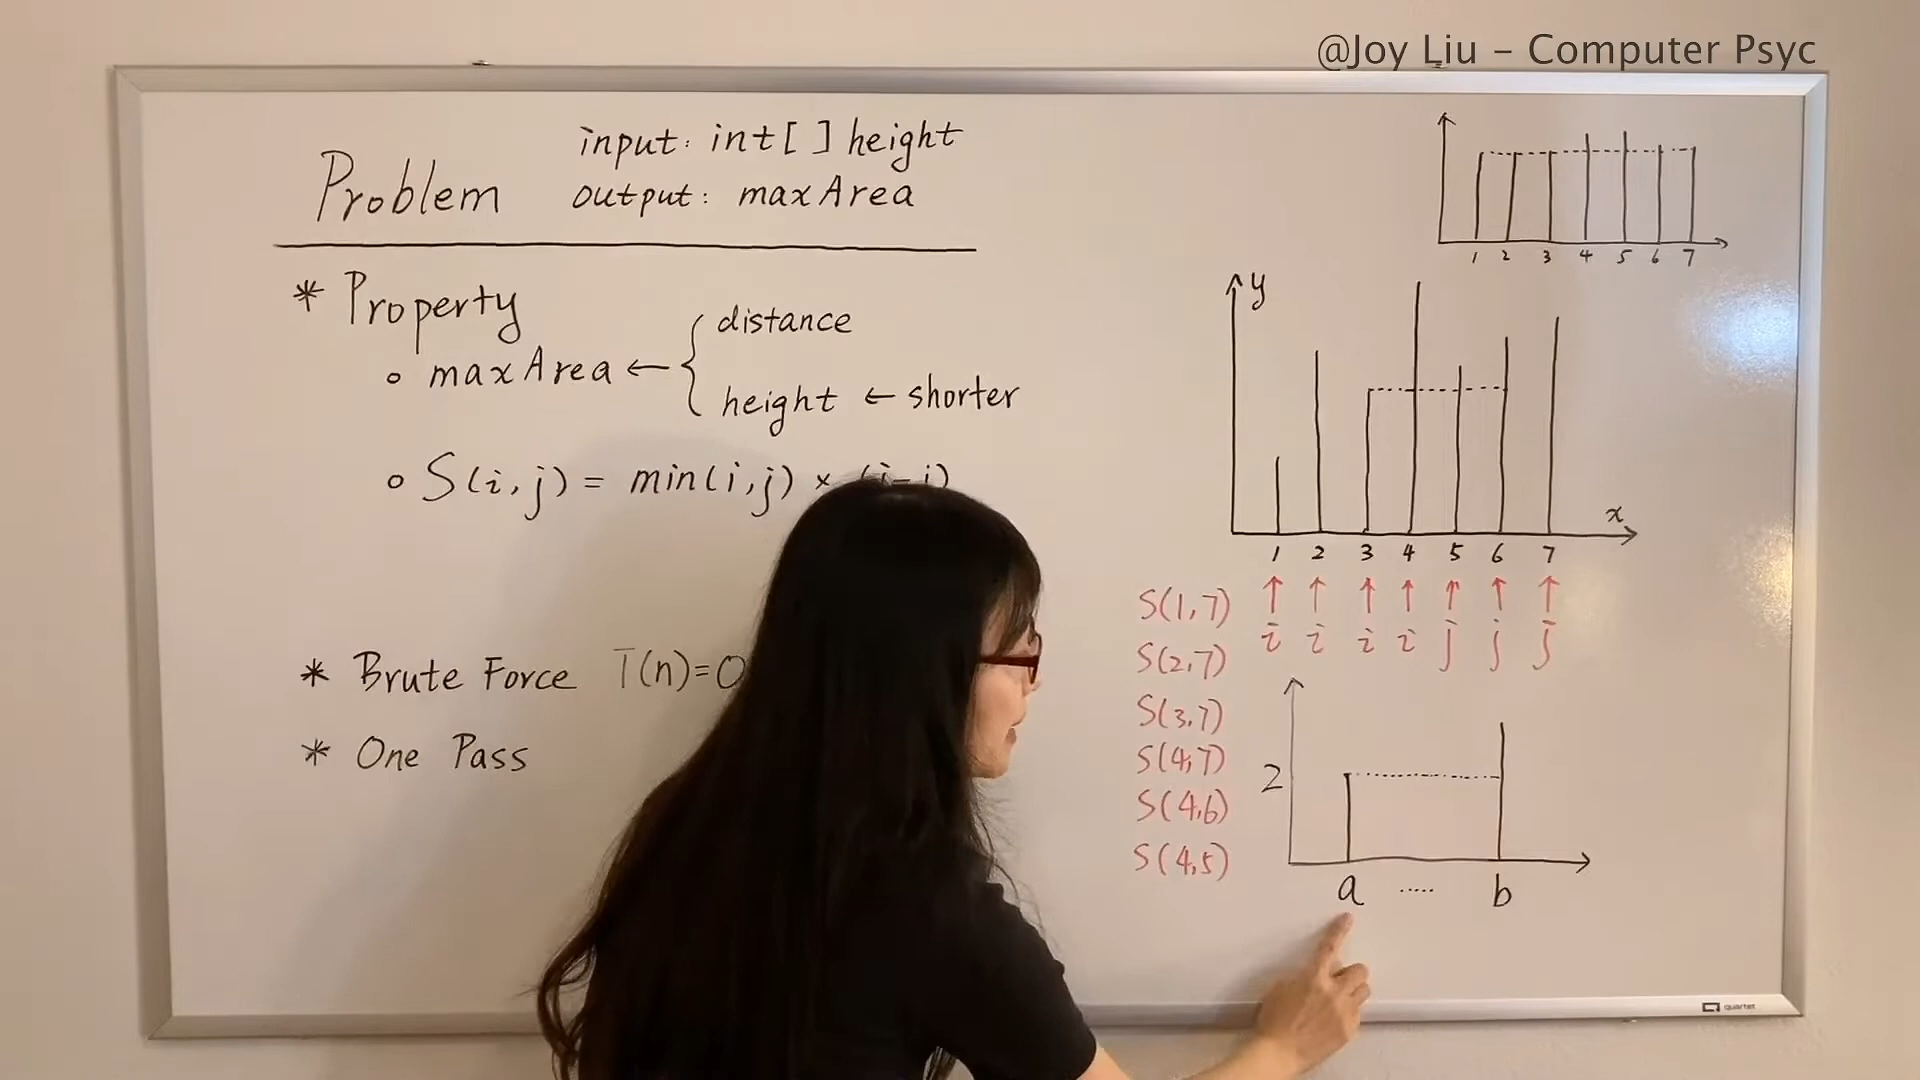 @Joy Liu – Computer Psyc
Problem
input: int[ ] height
output: maxArea
* Property
distance
∘ maxArea ← {
height ← shorter
∘ S(i,j) = min(i,j) ×
* Brute Force T(n)=O
* One Pass
1 2 3 4 5 6 7
y
x
1 2 3 4 5 6 7
↑ ↑ ↑ ↑ ↑ ↑ ↑
i i i i j j j
S(1,7)
S(2,7)
S(3,7)
S(4,7)
S(4,6)
S(4,5)
2
a ..... b
quartet